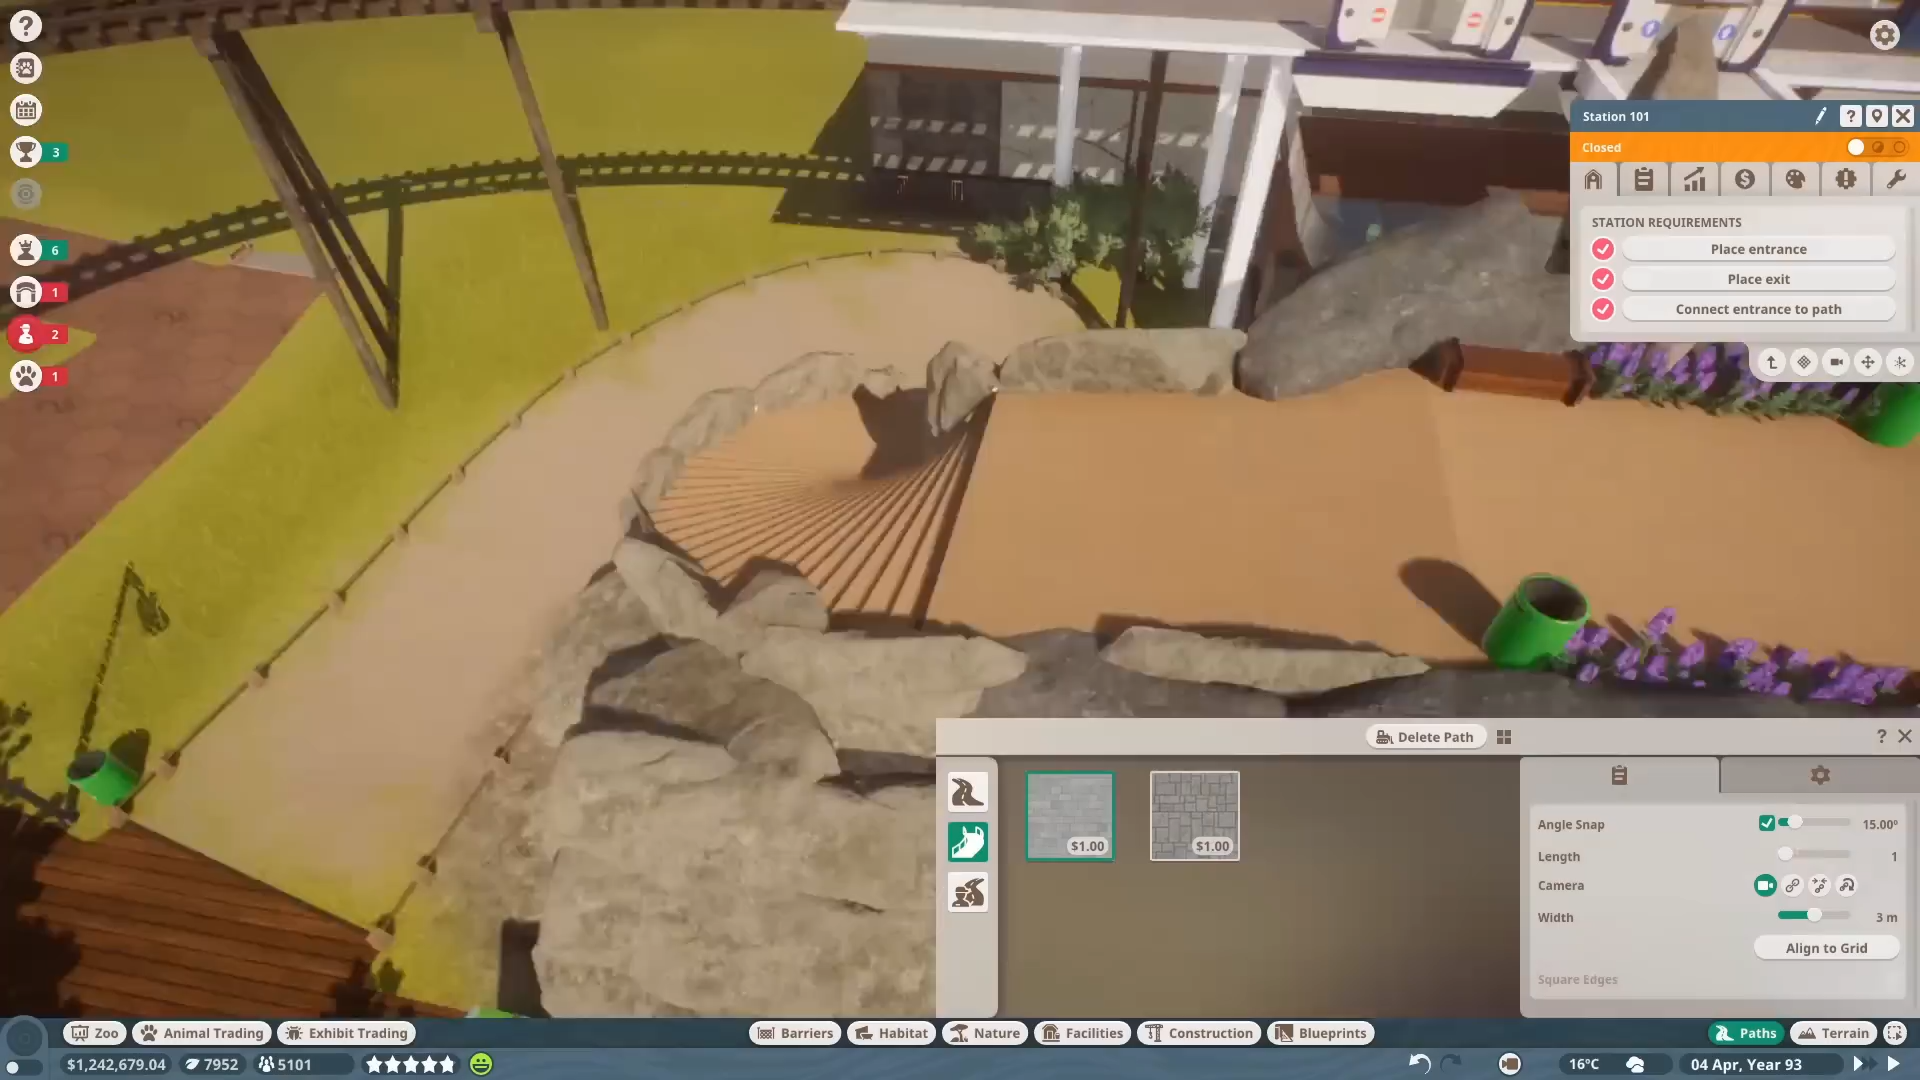 ?
3
6
1
2
1
Station 101
?
Closed
STATION REQUIREMENTS
Place entrance
Place exit
Connect entrance to path
Delete Path
?
$1.00
$1.00
Angle Snap
15.00º
Length
1
Camera
Width
3 m
Align to Grid
Square Edges
Zoo
Animal Trading
Exhibit Trading
Barriers
Habitat
Nature
Facilities
Construction
Blueprints
Paths
Terrain
$1,242,679.04
7952
5101
16°C
04 Apr, Year 93